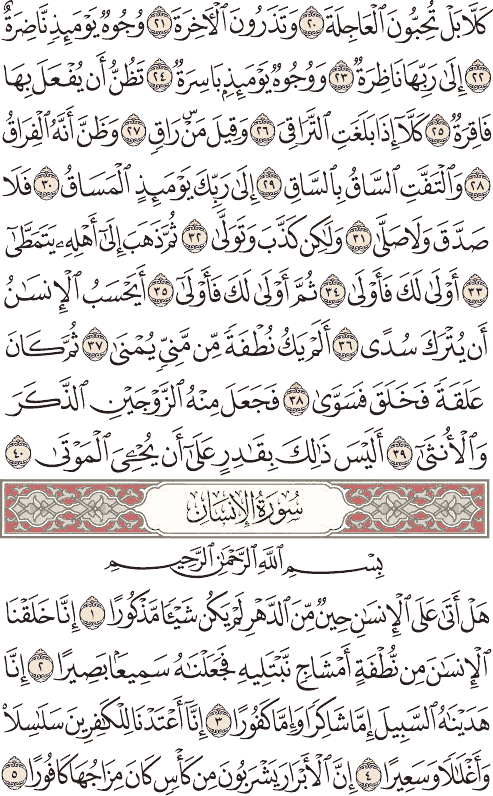 كَلَّا بَلْ تُحِبُّونَ ٱلْعَاجِلَةَ ٢٠ وَتَذَرُونَ ٱلْآخِرَةَ ٢١ وُجُوهٌ يَوْمَئِذٍ نَّاضِرَةٌ
٢٢ إِلَىٰ رَبِّهَا نَاظِرَةٌ ٢٣ وَوُجُوهٌ يَوْمَئِذٍۭ بَاسِرَةٌ ٢٤ تَظُنُّ أَن يُفْعَلَ بِهَا
فَاقِرَةٌ ٢٥ كَلَّآ إِذَا بَلَغَتِ ٱلتَّرَاقِيَ ٢٦ وَقِيلَ مَنْۜ رَاقٍ ٢٧ وَظَنَّ أَنَّهُ ٱلْفِرَاقُ
٢٨ وَٱلْتَفَّتِ ٱلسَّاقُ بِٱلسَّاقِ ٢٩ إِلَىٰ رَبِّكَ يَوْمَئِذٍ ٱلْمَسَاقُ ٣٠ فَلَا
صَدَّقَ وَلَا صَلَّىٰ ٣١ وَلَٰكِن كَذَّبَ وَتَوَلَّىٰ ٣٢ ثُمَّ ذَهَبَ إِلَىٰٓ أَهْلِهِۦ يَتَمَطَّىٰٓ
٣٣ أَوْلَىٰ لَكَ فَأَوْلَىٰ ٣٤ ثُمَّ أَوْلَىٰ لَكَ فَأَوْلَىٰٓ ٣٥ أَيَحْسَبُ ٱلْإِنسَٰنُ
أَن يُتْرَكَ سُدًى ٣٦ أَلَمْ يَكُ نُطْفَةً مِّن مَّنِىٍّ يُمْنَىٰ ٣٧ ثُمَّ كَانَ
عَلَقَةً فَخَلَقَ فَسَوَّىٰ ٣٨ فَجَعَلَ مِنْهُ ٱلزَّوْجَيْنِ ٱلذَّكَرَ
وَٱلْأُنثَىٰٓ ٣٩ أَلَيْسَ ذَٰلِكَ بِقَٰدِرٍ عَلَىٰٓ أَن يُحْـِۧىَ ٱلْمَوْتَىٰ ٤٠
سُورَةُ الإِنسَانِ
بِسْمِ ٱللَّهِ ٱلرَّحْمَٰنِ ٱلرَّحِيمِ
هَلْ أَتَىٰ عَلَى ٱلْإِنسَٰنِ حِينٌ مِّنَ ٱلدَّهْرِ لَمْ يَكُن شَيْـًٔا مَّذْكُورًا ١ إِنَّا خَلَقْنَا
ٱلْإِنسَٰنَ مِن نُّطْفَةٍ أَمْشَاجٍ نَّبْتَلِيهِ فَجَعَلْنَٰهُ سَمِيعًۢا بَصِيرًا ٢ إِنَّا
هَدَيْنَٰهُ ٱلسَّبِيلَ إِمَّا شَاكِرًا وَإِمَّا كَفُورًا ٣ إِنَّآ أَعْتَدْنَا لِلْكَٰفِرِينَ سَلَٰسِلَا۟
وَأَغْلَٰلًا وَسَعِيرًا ٤ إِنَّ ٱلْأَبْرَارَ يَشْرَبُونَ مِن كَأْسٍ كَانَ مِزَاجُهَا كَافُورًا ٥